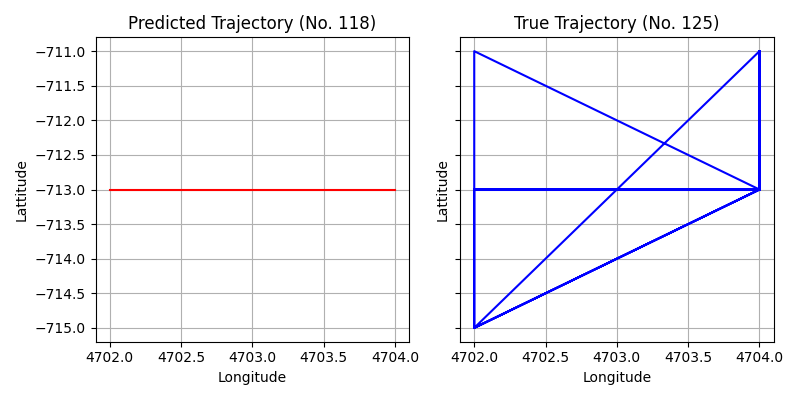 Predicted Trajectory (No. 118)
True Trajectory (No. 125)
−711.0
−711.5
−712.0
−712.5
−713.0
−713.5
−714.0
−714.5
−715.0
Lattitude
Lattitude
4702.0 4702.5 4703.0 4703.5 4704.0
4702.0 4702.5 4703.0 4703.5 4704.0
Longitude
Longitude